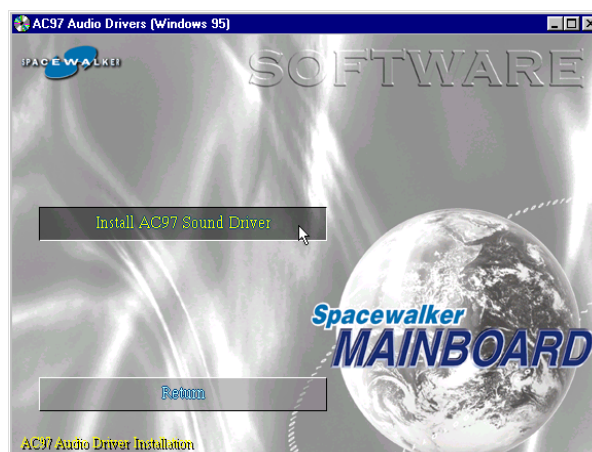 AC97 Audio Drivers (Windows 95)
SPACEWALKER
SOFTWARE
Install AC97 Sound Driver
Spacewalker
MAINBOARD
Return
AC97 Audio Driver Installation